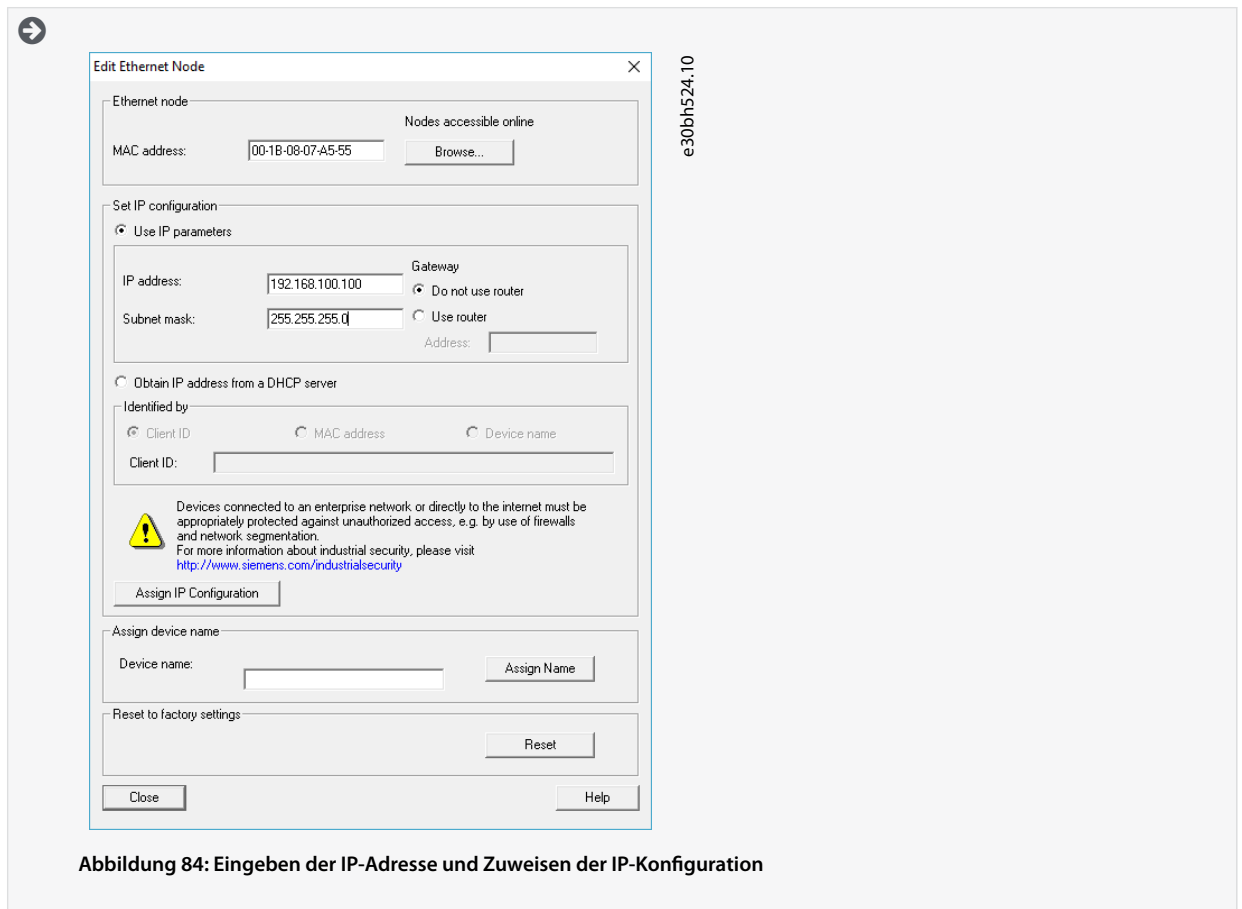 Edit Ethernet Node
e30bh524.10
Ethernet node
Nodes accessible online
MAC address: 00-1B-08-07-A5-55 Browse...
Set IP configuration
Use IP parameters
Gateway
IP address: 192.168.100.100 Do not use router
Subnet mask: 255.255.255.0 Use router
Address:
Obtain IP address from a DHCP server
Identified by
Client ID MAC address Device name
Client ID:
Devices connected to an enterprise network or directly to the internet must be
appropriately protected against unauthorized access, e.g. by use of firewalls
and network segmentation.
For more information about industrial security, please visit
http://www.siemens.com/industrialsecurity
Assign IP Configuration
Assign device name
Device name: Assign Name
Reset to factory settings
Reset
Close Help
Abbildung 84: Eingeben der IP-Adresse und Zuweisen der IP-Konfiguration